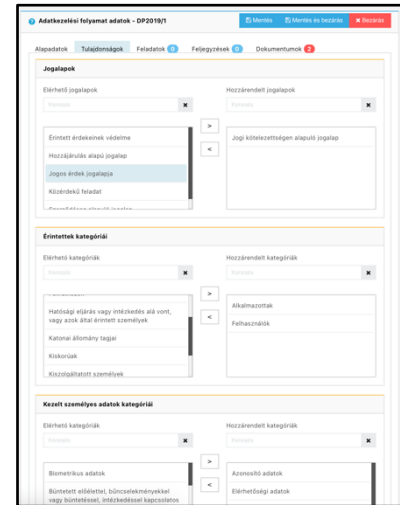 Adatkezelési folyamat adatok - DP2019/1
Mentés
Mentés és bezárás
Bezárás
Alapadatok
Tulajdonságok
Feladatok 0
Feljegyzések 0
Dokumentumok 2
Jogalapok
Elérhető jogalapok
Hozzárendelt jogalapok
Keresés
Keresés
Érintett érdekeinek védelme
Hozzájárulás alapú jogalap
Jogos érdek jogalapja
Közérdekű feladat
Szerződésen alapuló jogalap
>
<
Jogi kötelezettségen alapuló jogalap
Érintettek kategóriái
Elérhető kategóriák
Hozzárendelt kategóriák
Keresés
Keresés
Hatósági eljárás vagy intézkedés alá vont,
vagy azok által érintett személyek
Katonai állomány tagjai
Kiskorúak
Kiszolgáltatott személyek
>
<
Alkalmazottak
Felhasználók
Kezelt személyes adatok kategóriái
Elérhető kategóriák
Hozzárendelt kategóriák
Keresés
Keresés
Biometrikus adatok
Büntetett előélettel, bűncselekményekkel
vagy büntetéssel, intézkedéssel kapcsolatos
>
<
Azonosító adatok
Elérhetőségi adatok